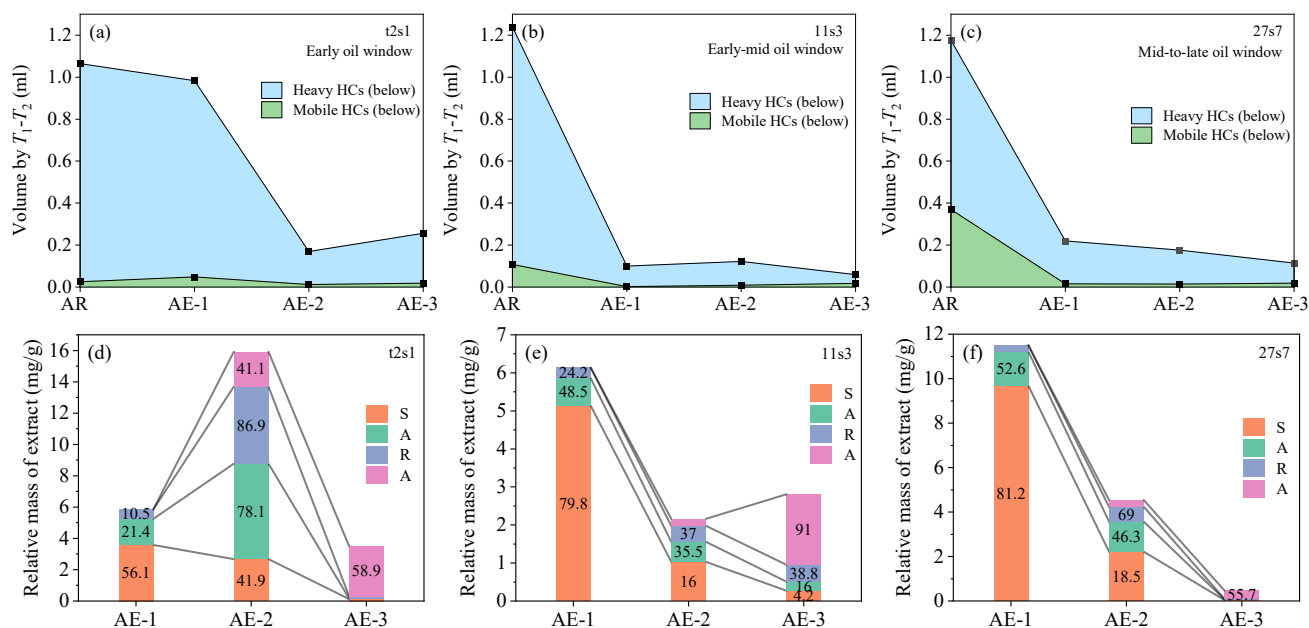 (a)
t2s1
Early oil window
Heavy HCs (below)
Mobile HCs (below)
Volume by T1-T2 (ml)
1.2
1.0
0.8
0.6
0.4
0.2
0.0
AR AE-1 AE-2 AE-3
(b)
11s3
Early-mid oil window
Heavy HCs (below)
Mobile HCs (below)
Volume by T1-T2 (ml)
1.2
1.0
0.8
0.6
0.4
0.2
0.0
AR AE-1 AE-2 AE-3
(c)
27s7
Mid-to-late oil window
Heavy HCs (below)
Mobile HCs (below)
Volume by T1-T2 (ml)
1.2
1.0
0.8
0.6
0.4
0.2
0.0
AR AE-1 AE-2 AE-3
(d)
t2s1
S
A
R
A
Relative mass of extract (mg/g)
16
14
12
10
8
6
4
2
0
10.5
21.4
56.1
41.1
86.9
78.1
41.9
58.9
AE-1 AE-2 AE-3
(e)
11s3
S
A
R
A
Relative mass of extract (mg/g)
7
6
5
4
3
2
1
0
24.2
48.5
79.8
37
35.5
16
91
38.8
16
4.2
AE-1 AE-2 AE-3
(f)
27s7
S
A
R
A
Relative mass of extract (mg/g)
12
10
8
6
4
2
0
52.6
81.2
69
46.3
18.5
55.7
AE-1 AE-2 AE-3